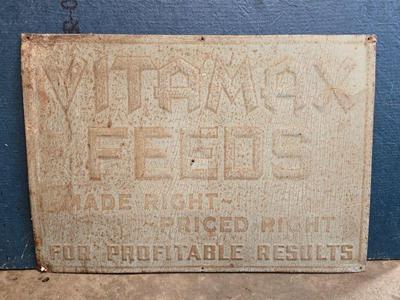 VITAMAX
FEEDS
MADE RIGHT~
~PRICED RIGHT
FOR PROFITABLE RESULTS